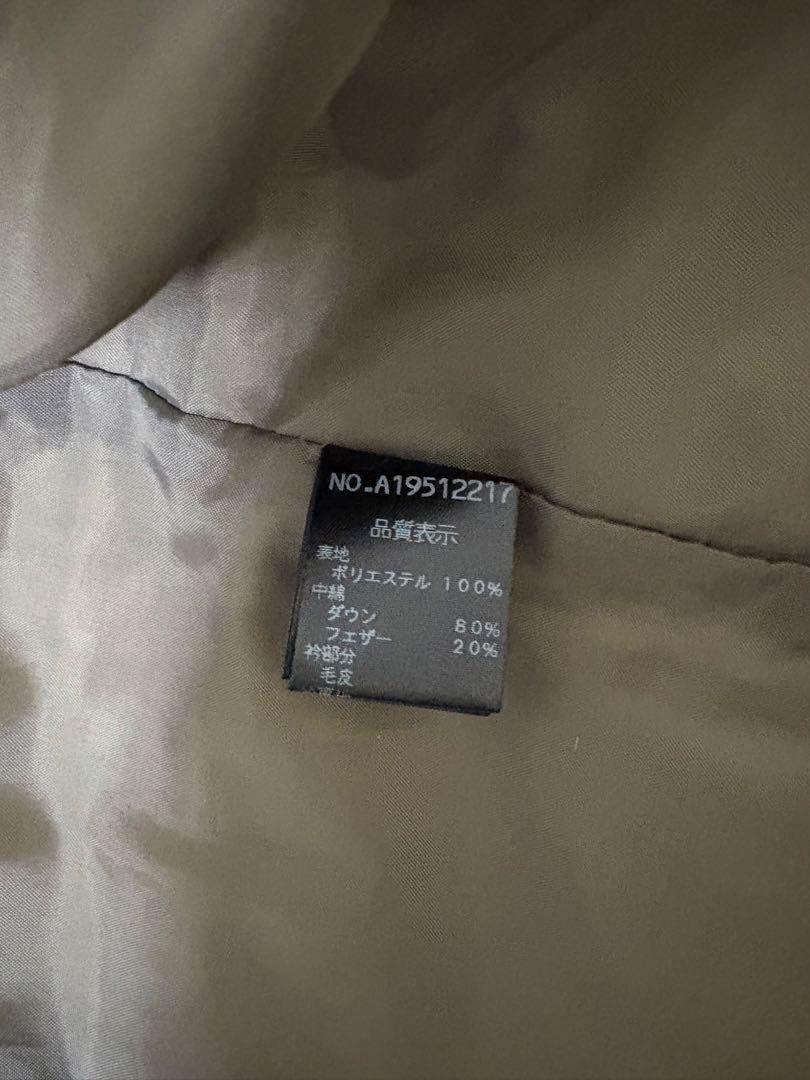 NO.A19512217
品質表示
表地
ポリエステル 100%
中綿
ダウン 80%
フェザー 20%
衿部分
毛皮